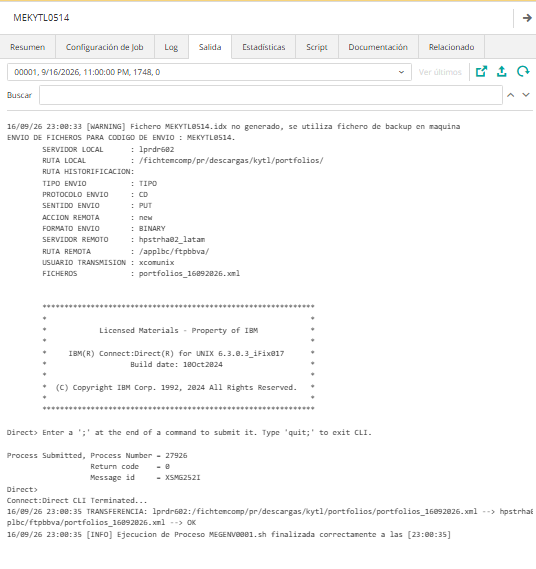 MEKYTL0514
Resumen Configuración de Job Log Salida Estadísticas Script Documentación Relacionado
00001, 9/16/2026, 11:00:00 PM, 1748, 0 Ver últimos
Buscar
16/09/26 23:00:33 [WARNING] Fichero MEKYTL0514.idx no generado, se utiliza fichero de backup en maquina
ENVIO DE FICHEROS PARA CODIGO DE ENVIO : MEKYTL0514.
SERVIDOR LOCAL : lprdr602
RUTA LOCAL : /fichtemcomp/pr/descargas/kytl/portfolios/
RUTA HISTORIFICACION:
TIPO ENVIO : TIPO
PROTOCOLO ENVIO : CD
SENTIDO ENVIO : PUT
ACCION REMOTA : new
FORMATO ENVIO : BINARY
SERVIDOR REMOTO : hpstrha02_latam
RUTA REMOTA : /applbc/ftpbbva/
USUARIO TRANSMISION : xcomunix
FICHEROS : portfolios_16092026.xml
**************************************************************
* *
* Licensed Materials - Property of IBM *
* *
* IBM(R) Connect:Direct(R) for UNIX 6.3.0.3_iFix017 *
* Build date: 10Oct2024 *
* *
* (C) Copyright IBM Corp. 1992, 2024 All Rights Reserved. *
* *
**************************************************************
Direct> Enter a ';' at the end of a command to submit it. Type 'quit;' to exit CLI.
Process Submitted, Process Number = 27926
Return code = 0
Message id = XSMG252I
Direct>
Connect:Direct CLI Terminated...
16/09/26 23:00:35 TRANSFERENCIA: lprdr602:/fichtemcomp/pr/descargas/kytl/portfolios/portfolios_16092026.xml --> hpstrha
plbc/ftpbbva/portfolios_16092026.xml --> OK
16/09/26 23:00:35 [INFO] Ejecucion de Proceso MEGENV0001.sh finalizada correctamente a las [23:00:35]